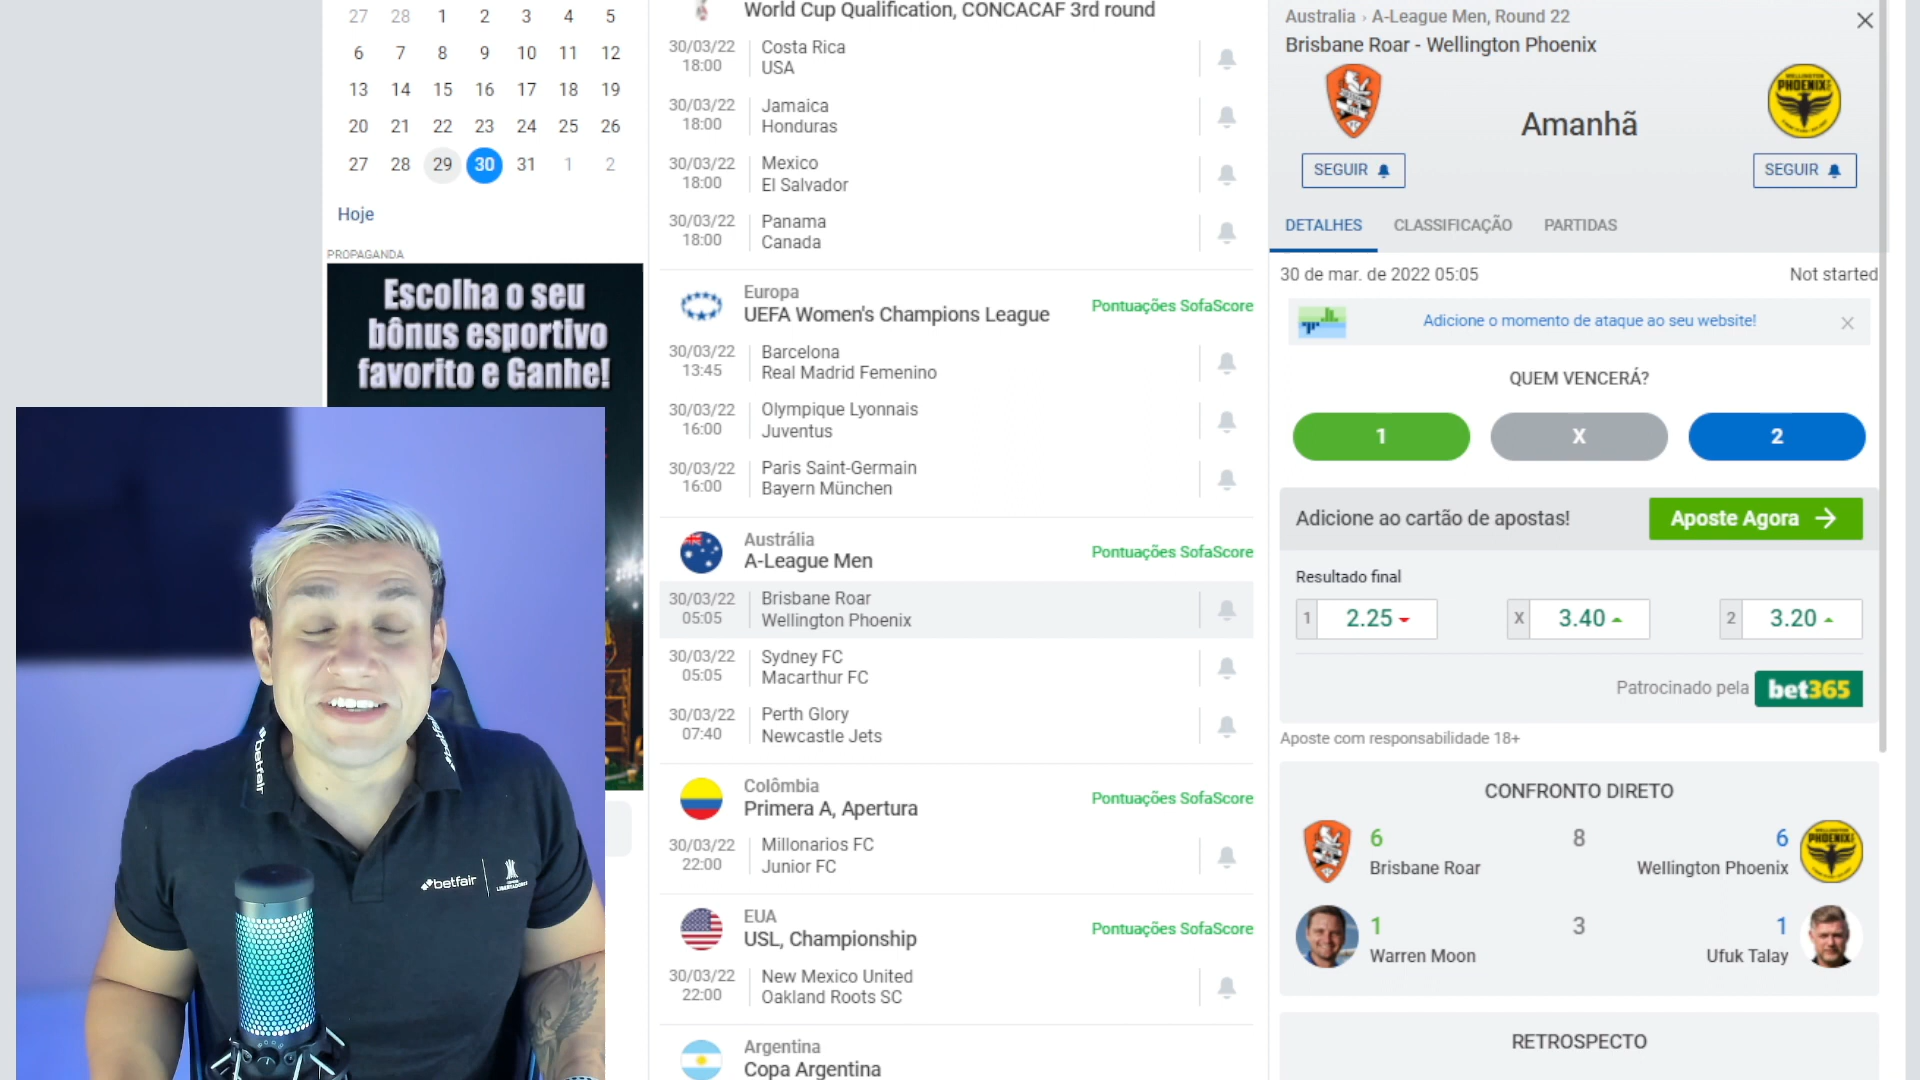 27 28 1 2 3 4 5
6 7 8 9 10 11 12
13 14 15 16 17 18 19
20 21 22 23 24 25 26
27 28 29 30 31 1 2
Hoje
PROPAGANDA
Escolha o seu
bônus esportivo
favorito e Ganhe!
betfair
betfair
LIBERTADORES
World Cup Qualification, CONCACAF 3rd round
30/03/22 Costa Rica
18:00 USA
30/03/22 Jamaica
18:00 Honduras
30/03/22 Mexico
18:00 El Salvador
30/03/22 Panama
18:00 Canada
Europa
UEFA Women's Champions League Pontuações SofaScore
30/03/22 Barcelona
13:45 Real Madrid Femenino
30/03/22 Olympique Lyonnais
16:00 Juventus
30/03/22 Paris Saint-Germain
16:00 Bayern München
Austrália
A-League Men Pontuações SofaScore
30/03/22 Brisbane Roar
05:05 Wellington Phoenix
30/03/22 Sydney FC
05:05 Macarthur FC
30/03/22 Perth Glory
07:40 Newcastle Jets
Colômbia
Primera A, Apertura Pontuações SofaScore
30/03/22 Millonarios FC
22:00 Junior FC
EUA
USL, Championship Pontuações SofaScore
30/03/22 New Mexico United
22:00 Oakland Roots SC
Argentina
Copa Argentina
Australia › A-League Men, Round 22
Brisbane Roar - Wellington Phoenix
PHOENIX
Amanhã
SEGUIR SEGUIR
DETALHES CLASSIFICAÇÃO PARTIDAS
30 de mar. de 2022 05:05 Not started
Adicione o momento de ataque ao seu website!
QUEM VENCERÁ?
1 X 2
Adicione ao cartão de apostas! Aposte Agora
Resultado final
1 2.25 X 3.40 2 3.20
Patrocinado pela bet365
Aposte com responsabilidade 18+
CONFRONTO DIRETO
6 8 6
Brisbane Roar Wellington Phoenix
PHOENIX
1 3 1
Warren Moon Ufuk Talay
RETROSPECTO